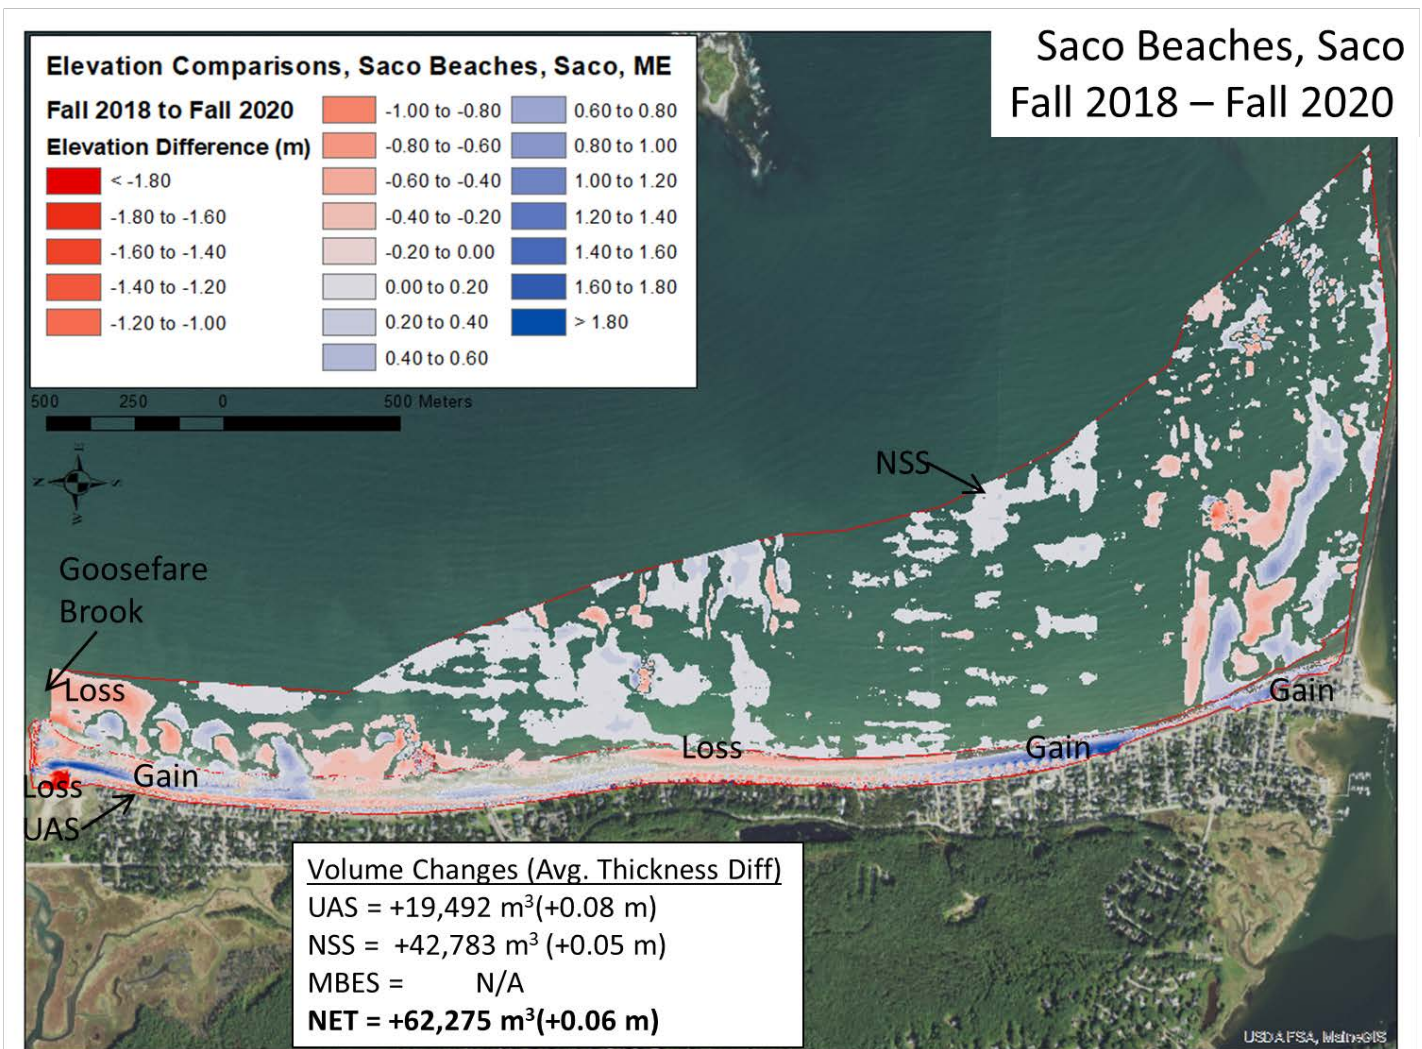 Saco Beaches, Saco
Fall 2018 – Fall 2020
Elevation Comparisons, Saco Beaches, Saco, ME
Fall 2018 to Fall 2020
Elevation Difference (m)
< -1.80
-1.80 to -1.60
-1.60 to -1.40
-1.40 to -1.20
-1.20 to -1.00
-1.00 to -0.80
-0.80 to -0.60
-0.60 to -0.40
-0.40 to -0.20
-0.20 to 0.00
0.00 to 0.20
0.20 to 0.40
0.40 to 0.60
0.60 to 0.80
0.80 to 1.00
1.00 to 1.20
1.20 to 1.40
1.40 to 1.60
1.60 to 1.80
> 1.80
500 250 0 500 Meters
E
N S
W
NSS
Goosefare
Brook
Loss
Loss
Gain
Gain
Gain
Loss
UAS
Volume Changes (Avg. Thickness Diff)
UAS = +19,492 m³(+0.08 m)
NSS = +42,783 m³ (+0.05 m)
MBES = N/A
NET = +62,275 m³(+0.06 m)
USDA FSA, MaineGIS